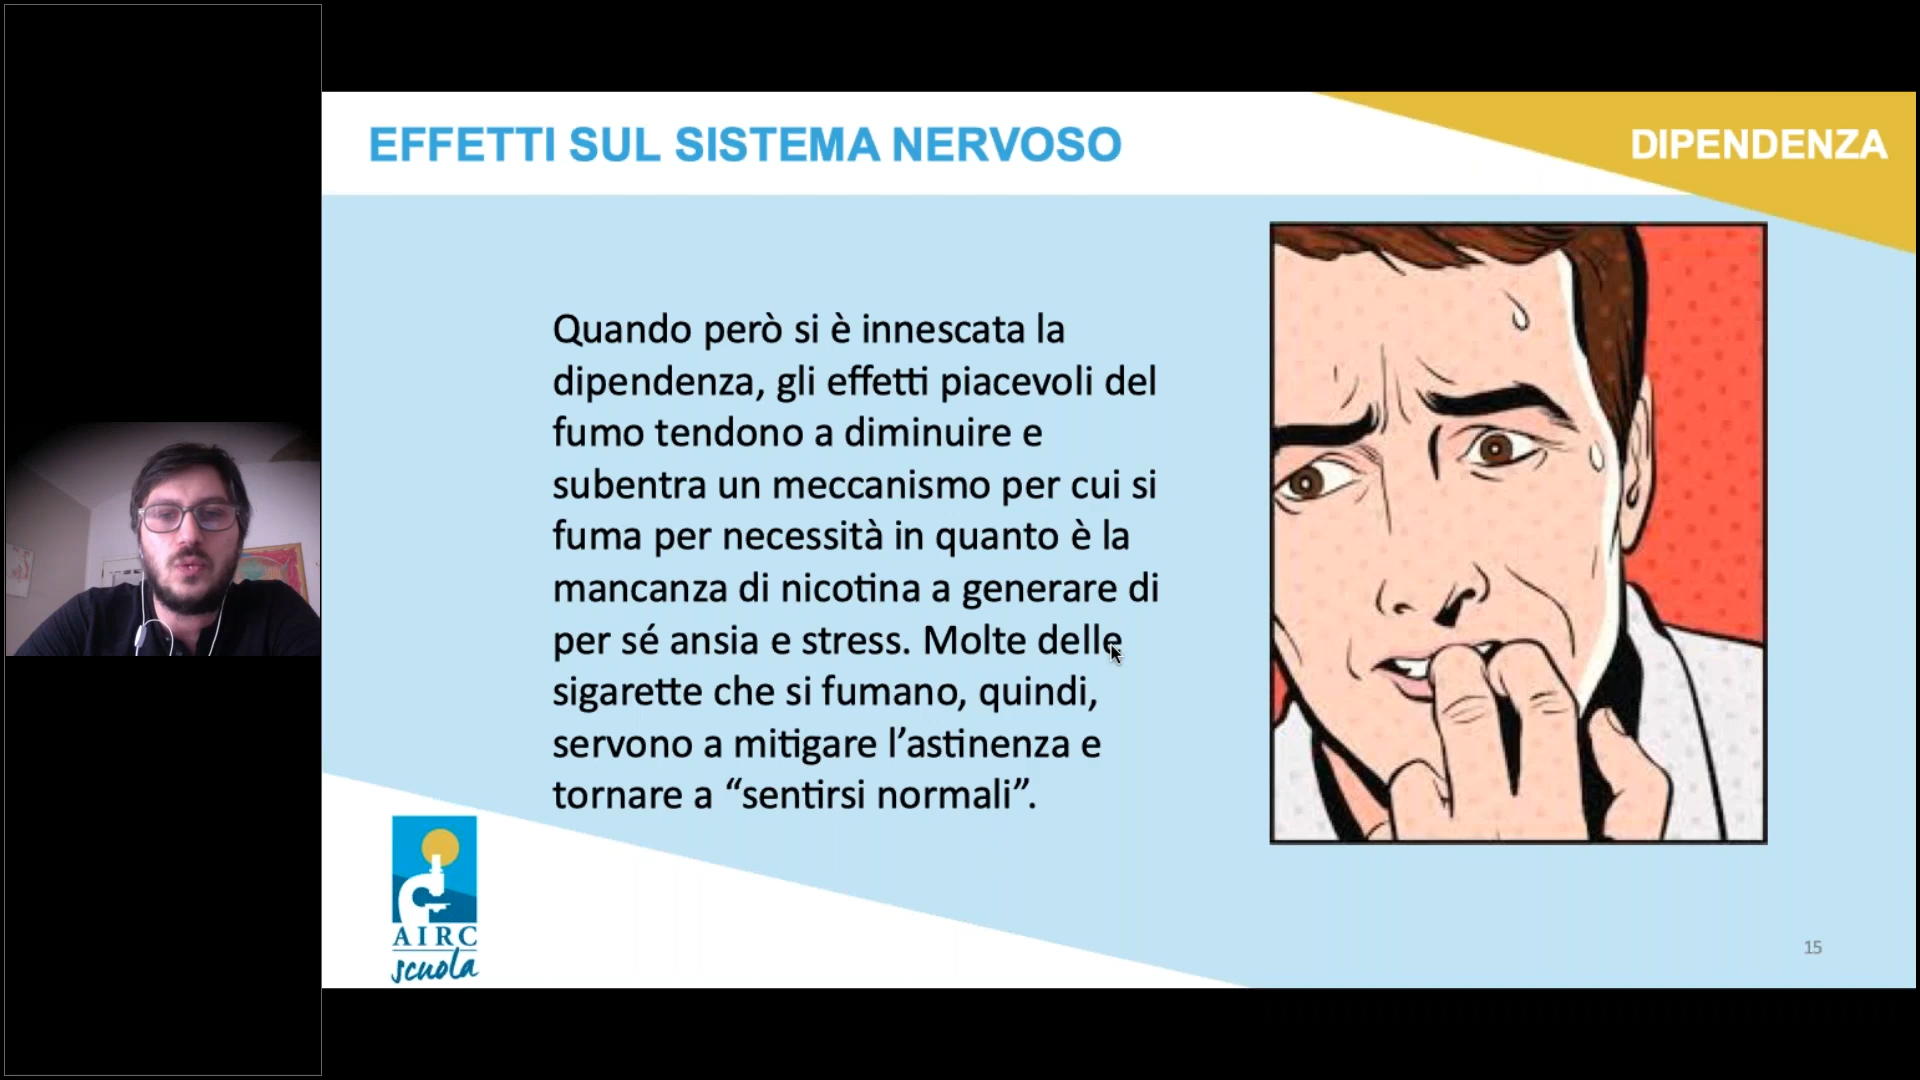 EFFETTI SUL SISTEMA NERVOSO
DIPENDENZA
Quando però si è innescata la
dipendenza, gli effetti piacevoli del
fumo tendono a diminuire e
subentra un meccanismo per cui si
fuma per necessità in quanto è la
mancanza di nicotina a generare di
per sé ansia e stress. Molte delle
sigarette che si fumano, quindi,
servono a mitigare l’astinenza e
tornare a “sentirsi normali”.
AIRC
scuola
15